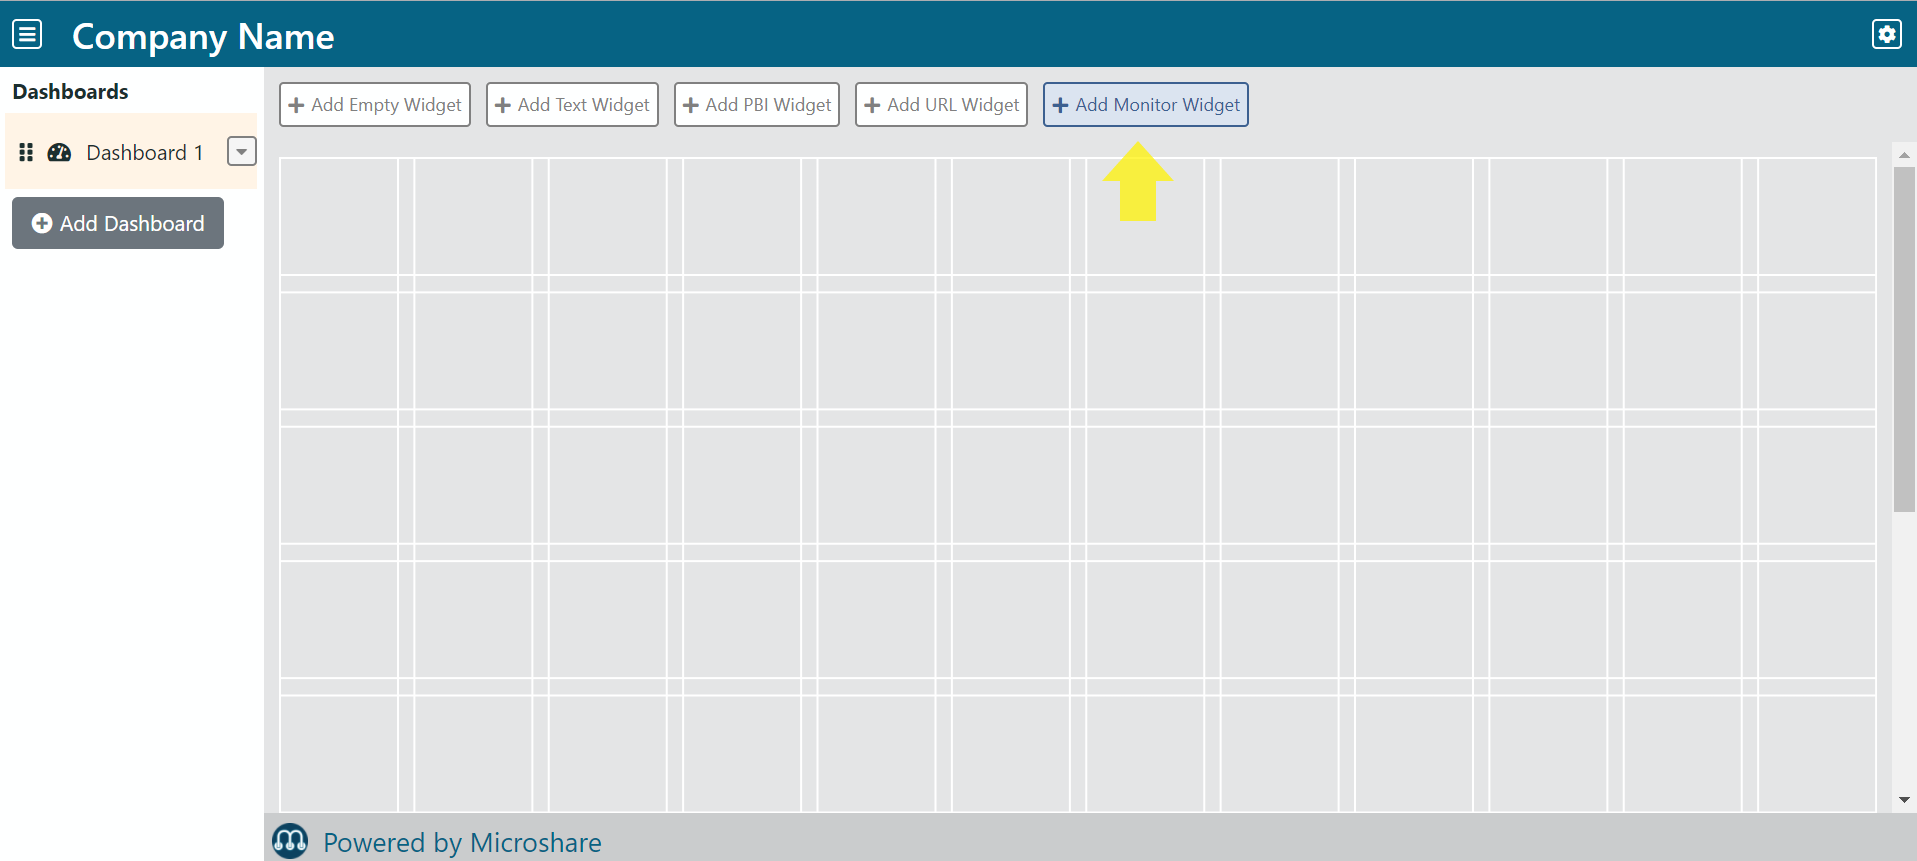 Company Name
Dashboards
Dashboard 1
Add Dashboard
Add Empty Widget
Add Text Widget
Add PBI Widget
Add URL Widget
Add Monitor Widget
Powered by Microshare